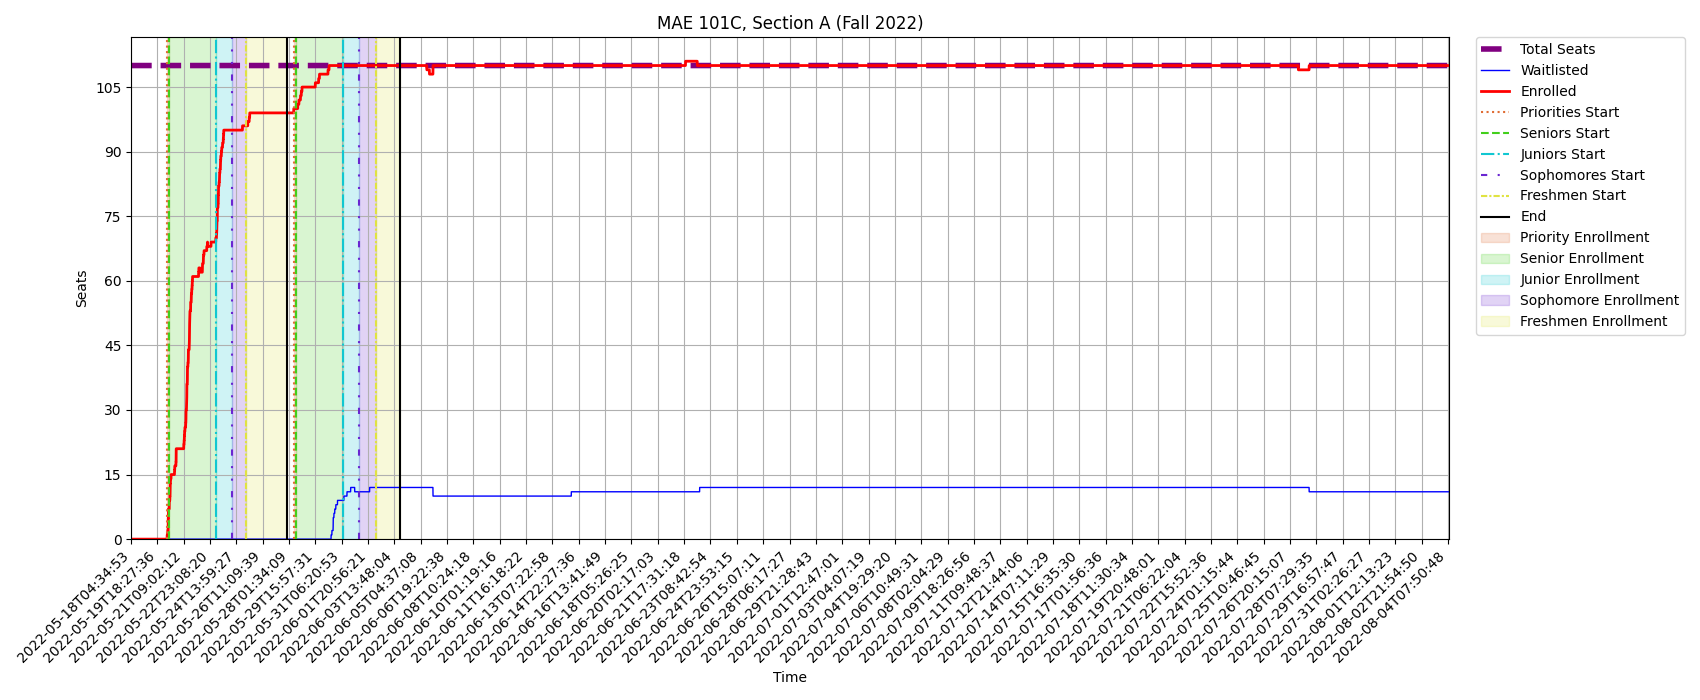 MAE 101C, Section A (Fall 2022)
Total Seats
Waitlisted
Enrolled
Priorities Start
Seniors Start
Juniors Start
Sophomores Start
Freshmen Start
End
Priority Enrollment
Senior Enrollment
Junior Enrollment
Sophomore Enrollment
Freshmen Enrollment
Seats
105
90
75
60
45
30
15
0
2022-05-18T04:34:53
2022-05-19T18:27:36
2022-05-21T09:02:12
2022-05-22T23:08:20
2022-05-24T13:59:27
2022-05-26T11:09:39
2022-05-28T01:34:09
2022-05-29T15:57:31
2022-05-31T06:20:53
2022-06-01T20:56:21
2022-06-03T13:48:04
2022-06-05T04:37:08
2022-06-06T19:22:38
2022-06-08T10:24:18
2022-06-10T01:19:16
2022-06-11T16:18:22
2022-06-13T07:22:58
2022-06-14T22:27:36
2022-06-16T13:41:49
2022-06-18T05:26:25
2022-06-20T02:17:03
2022-06-21T17:31:18
2022-06-23T08:42:54
2022-06-24T23:53:15
2022-06-26T15:07:11
2022-06-28T06:17:27
2022-06-29T21:28:43
2022-07-01T12:47:01
2022-07-03T04:07:19
2022-07-04T19:29:20
2022-07-06T10:49:31
2022-07-08T02:04:29
2022-07-09T18:26:56
2022-07-11T09:48:37
2022-07-12T21:44:06
2022-07-14T07:11:29
2022-07-15T16:35:30
2022-07-17T01:56:36
2022-07-18T11:30:34
2022-07-19T20:48:01
2022-07-21T06:22:04
2022-07-22T15:52:36
2022-07-24T01:15:44
2022-07-25T10:46:45
2022-07-26T20:15:07
2022-07-28T07:29:35
2022-07-29T16:57:47
2022-07-31T02:26:27
2022-08-01T12:13:23
2022-08-02T21:54:50
2022-08-04T07:50:48
Time